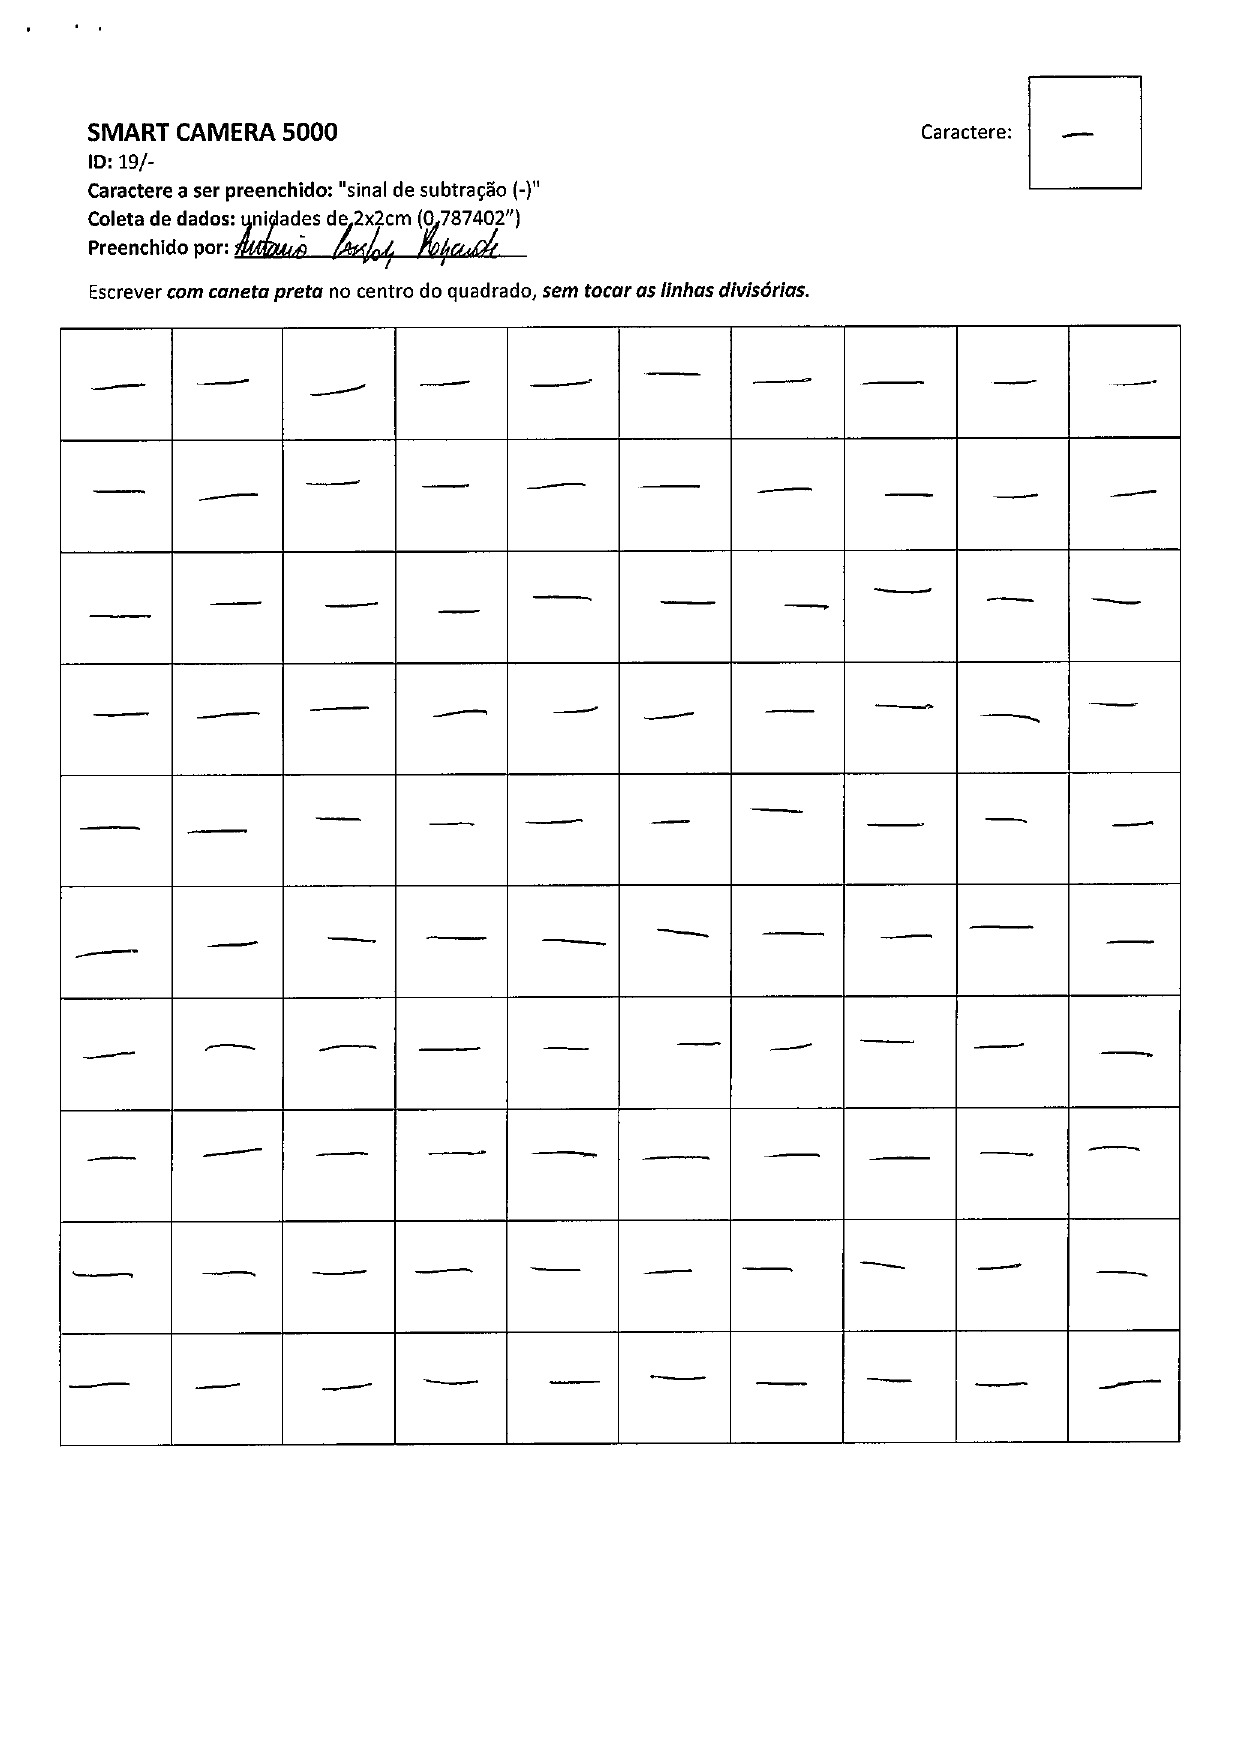 SMART CAMERA 5000
Caractere: —
ID: 19/-
Caractere a ser preenchido: "sinal de subtração (-)"
Coleta de dados: unidades de 2x2cm (0,787402")
Preenchido por: Antonio
Escrever com caneta preta no centro do quadrado, sem tocar as linhas divisórias.
— — — — — — — — — —
— — — — — — — — — —
— — — — — — — — — —
— — — — — — — — — —
— — — — — — — — — —
— — — — — — — — — —
— — — — — — — — — —
— — — — — — — — — —
— — — — — — — — — —
— — — — — — — — — —